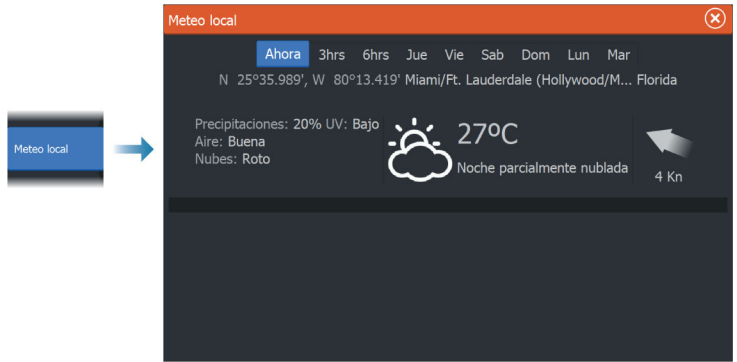 Meteo local
Meteo local
Ahora 3hrs 6hrs Jue Vie Sab Dom Lun Mar
N 25°35.989', W 80°13.419' Miami/Ft. Lauderdale (Hollywood/M... Florida
Precipitaciones: 20% UV: Bajo
Aire: Buena
Nubes: Roto
27ºC
Noche parcialmente nublada
4 Kn